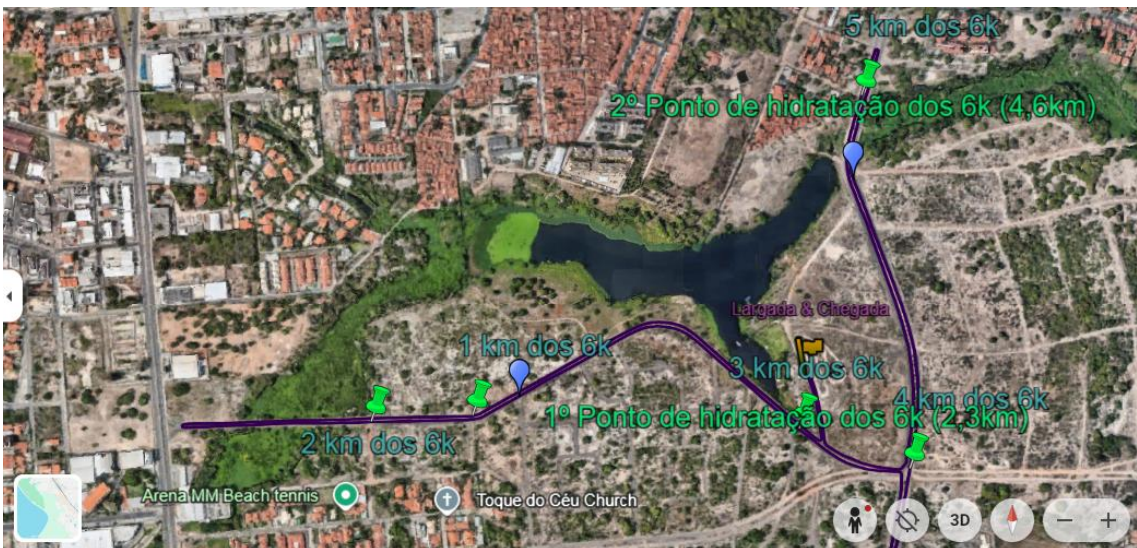 5 km dos 6k
2º Ponto de hidratação dos 6k (4,6km)
Largada & Chegada
1 km dos 6k
3 km dos 6k
4 km dos 6k
1º Ponto de hidratação dos 6k (2,3km)
2 km dos 6k
Arena MM Beach tennis
Toque do Céu Church
3D